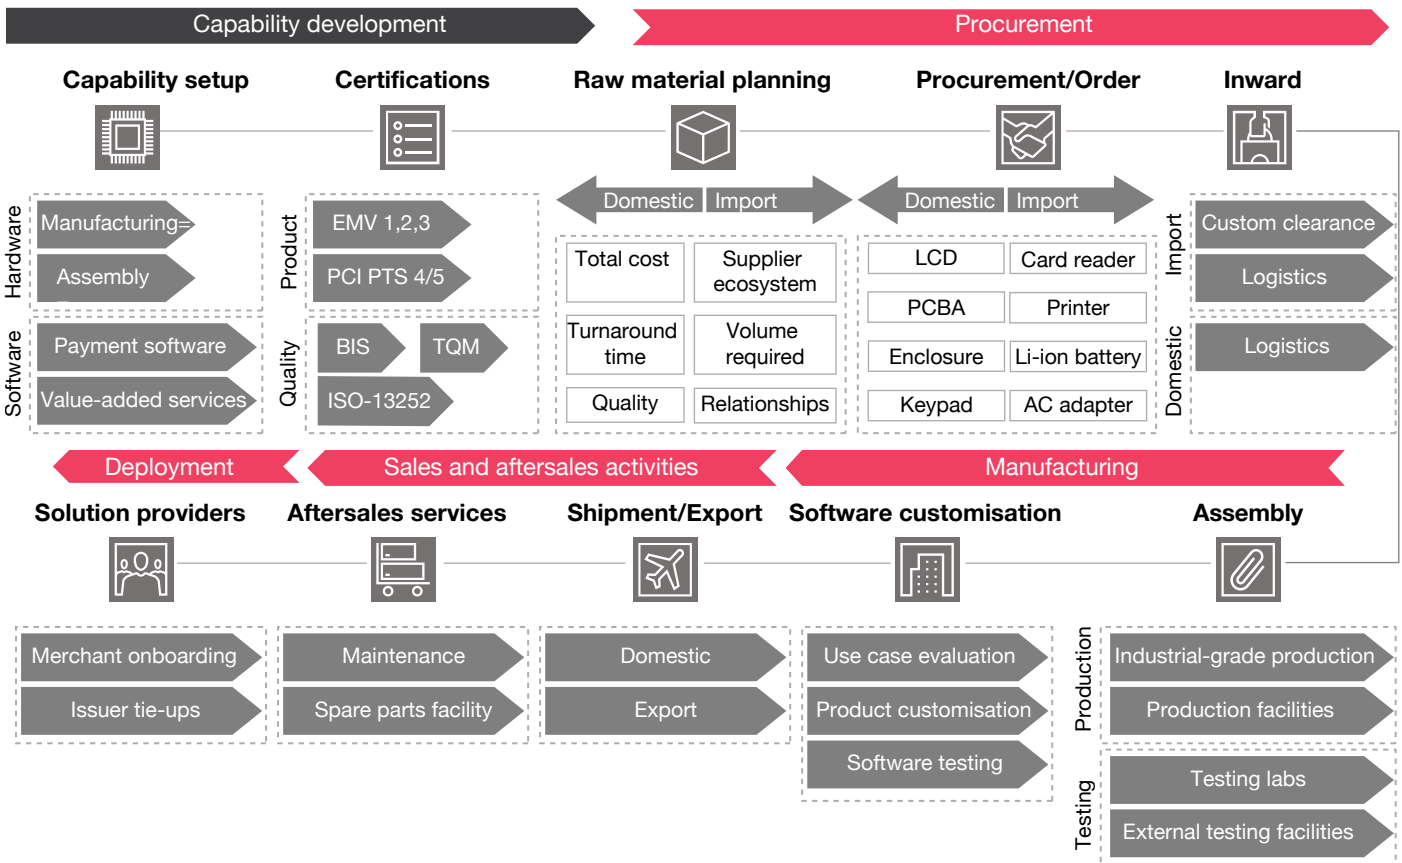 Capability development
Procurement
Capability setup
Certifications
Raw material planning
Procurement/Order
Inward
Hardware
Manufacturing=
Assembly
Software
Payment software
Value-added services
Product
EMV 1,2,3
PCI PTS 4/5
Quality
BIS
TQM
ISO-13252
Domestic
Import
Total cost
Supplier
ecosystem
Turnaround
time
Volume
required
Quality
Relationships
Domestic
Import
LCD
Card reader
PCBA
Printer
Enclosure
Li-ion battery
Keypad
AC adapter
Import
Custom clearance
Logistics
Domestic
Logistics
Deployment
Sales and aftersales activities
Manufacturing
Solution providers
Aftersales services
Shipment/Export
Software customisation
Assembly
Merchant onboarding
Issuer tie-ups
Maintenance
Spare parts facility
Domestic
Export
Use case evaluation
Product customisation
Software testing
Production
Industrial-grade production
Production facilities
Testing
Testing labs
External testing facilities